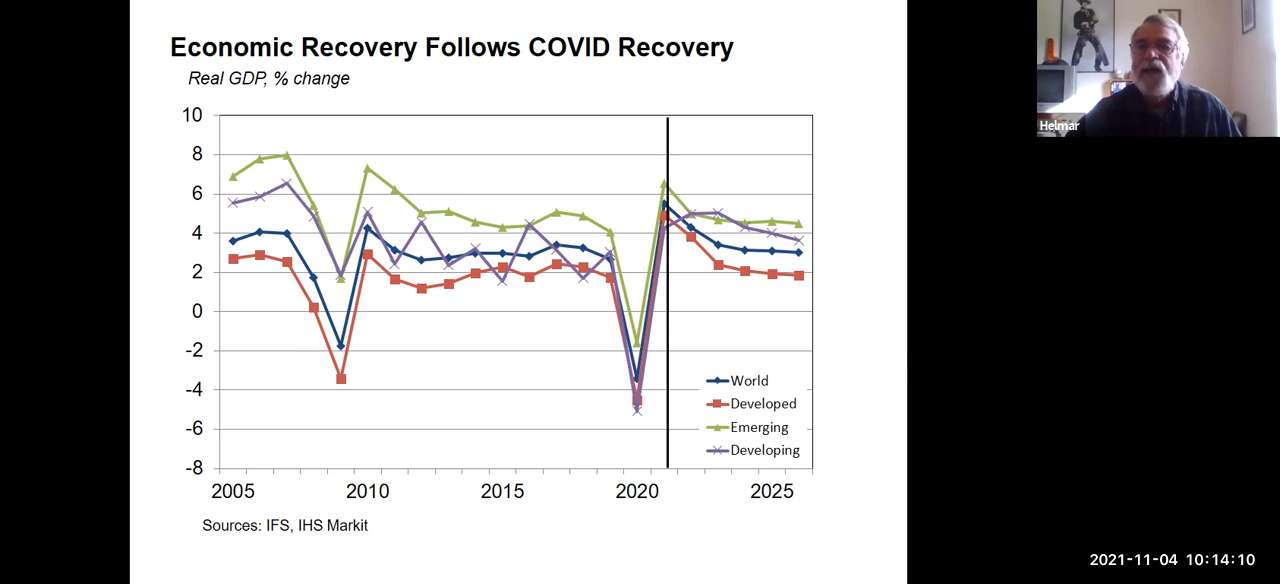 Economic Recovery Follows COVID Recovery
Real GDP, % change
10
8
6
4
2
0
-2
-4
-6
-8
World
Developed
Emerging
Developing
2005 2010 2015 2020 2025
Sources: IFS, IHS Markit
Helmar
2021-11-04 10:14:10